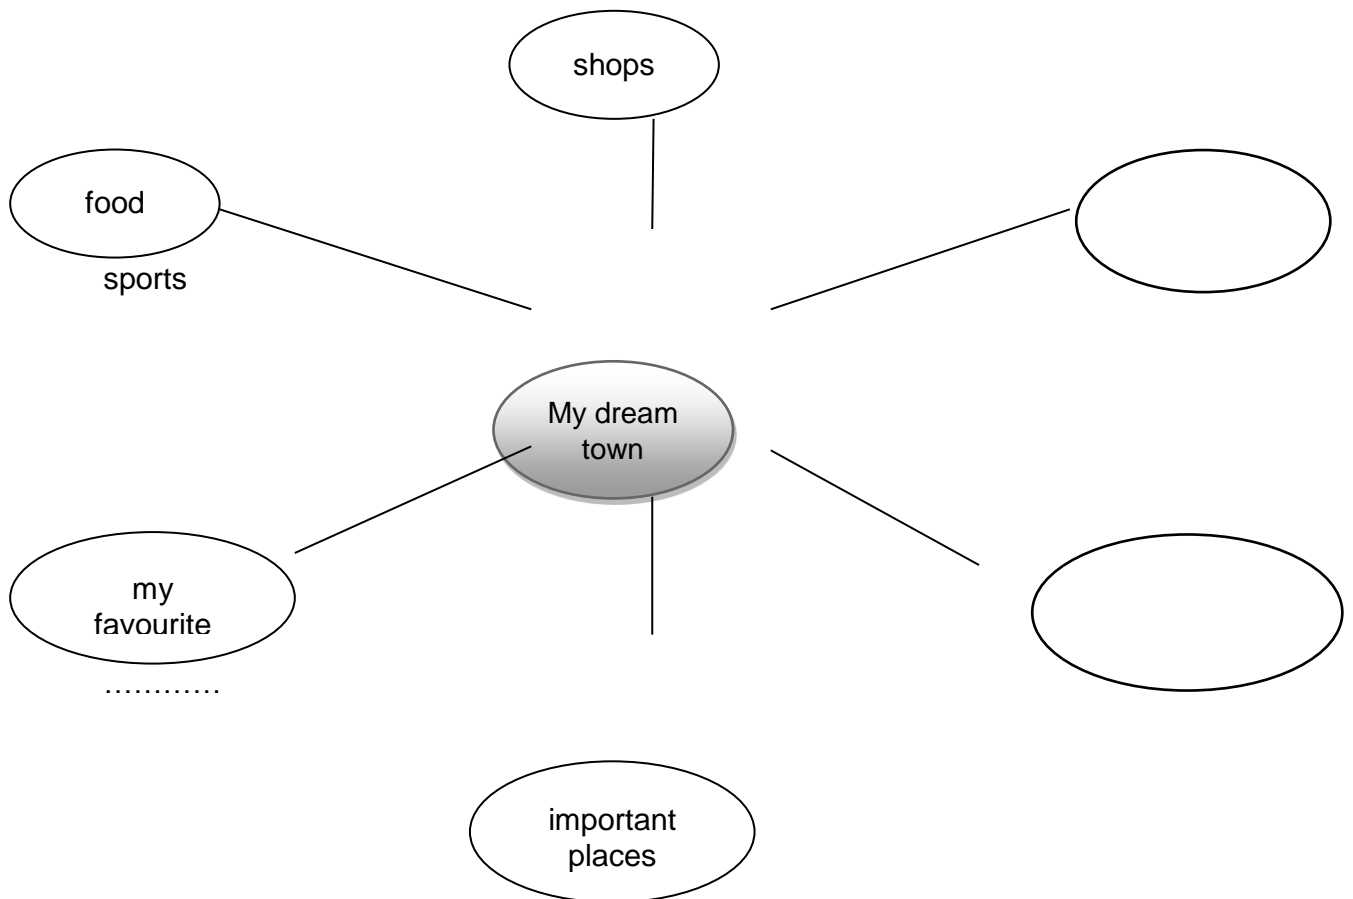 shops
food
sports
My dream
town
my
favourite
............
important
places